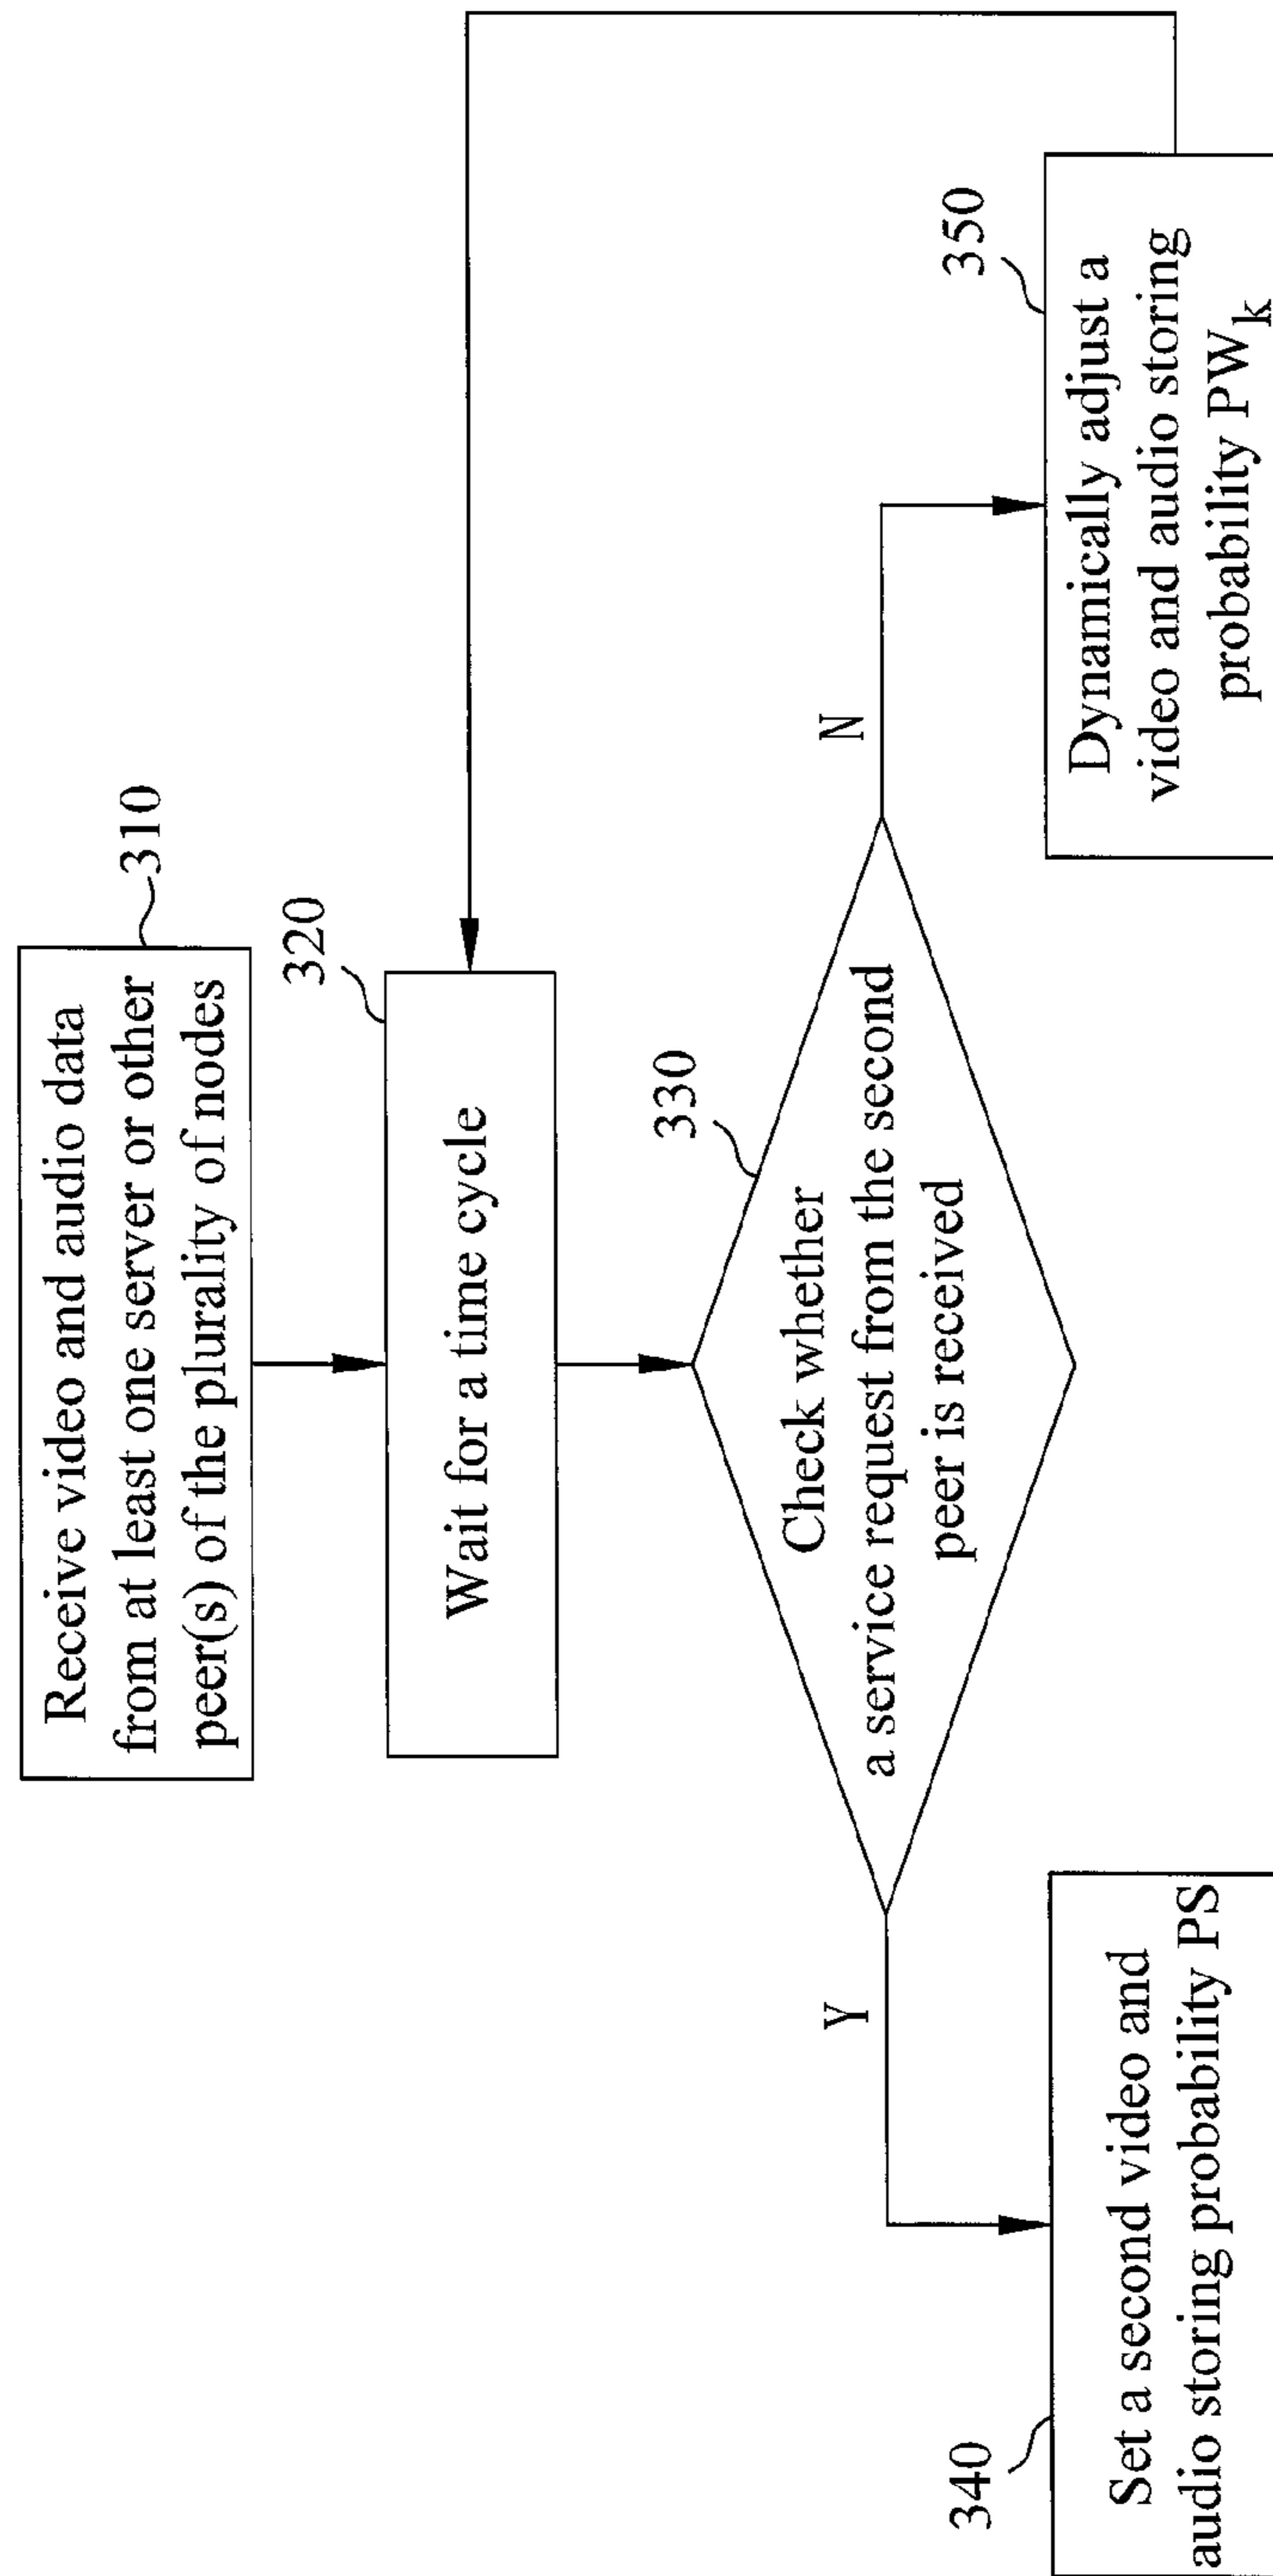 Receive video and audio data
from at least one server or other
peer(s) of the plurality of nodes
310
320
Wait for a time cycle
330
Check whether
a service request from the second
peer is received
Y
N
340
Set a second video and
audio storing probability PS
350
Dynamically adjust a
video and audio storing
probability PWk